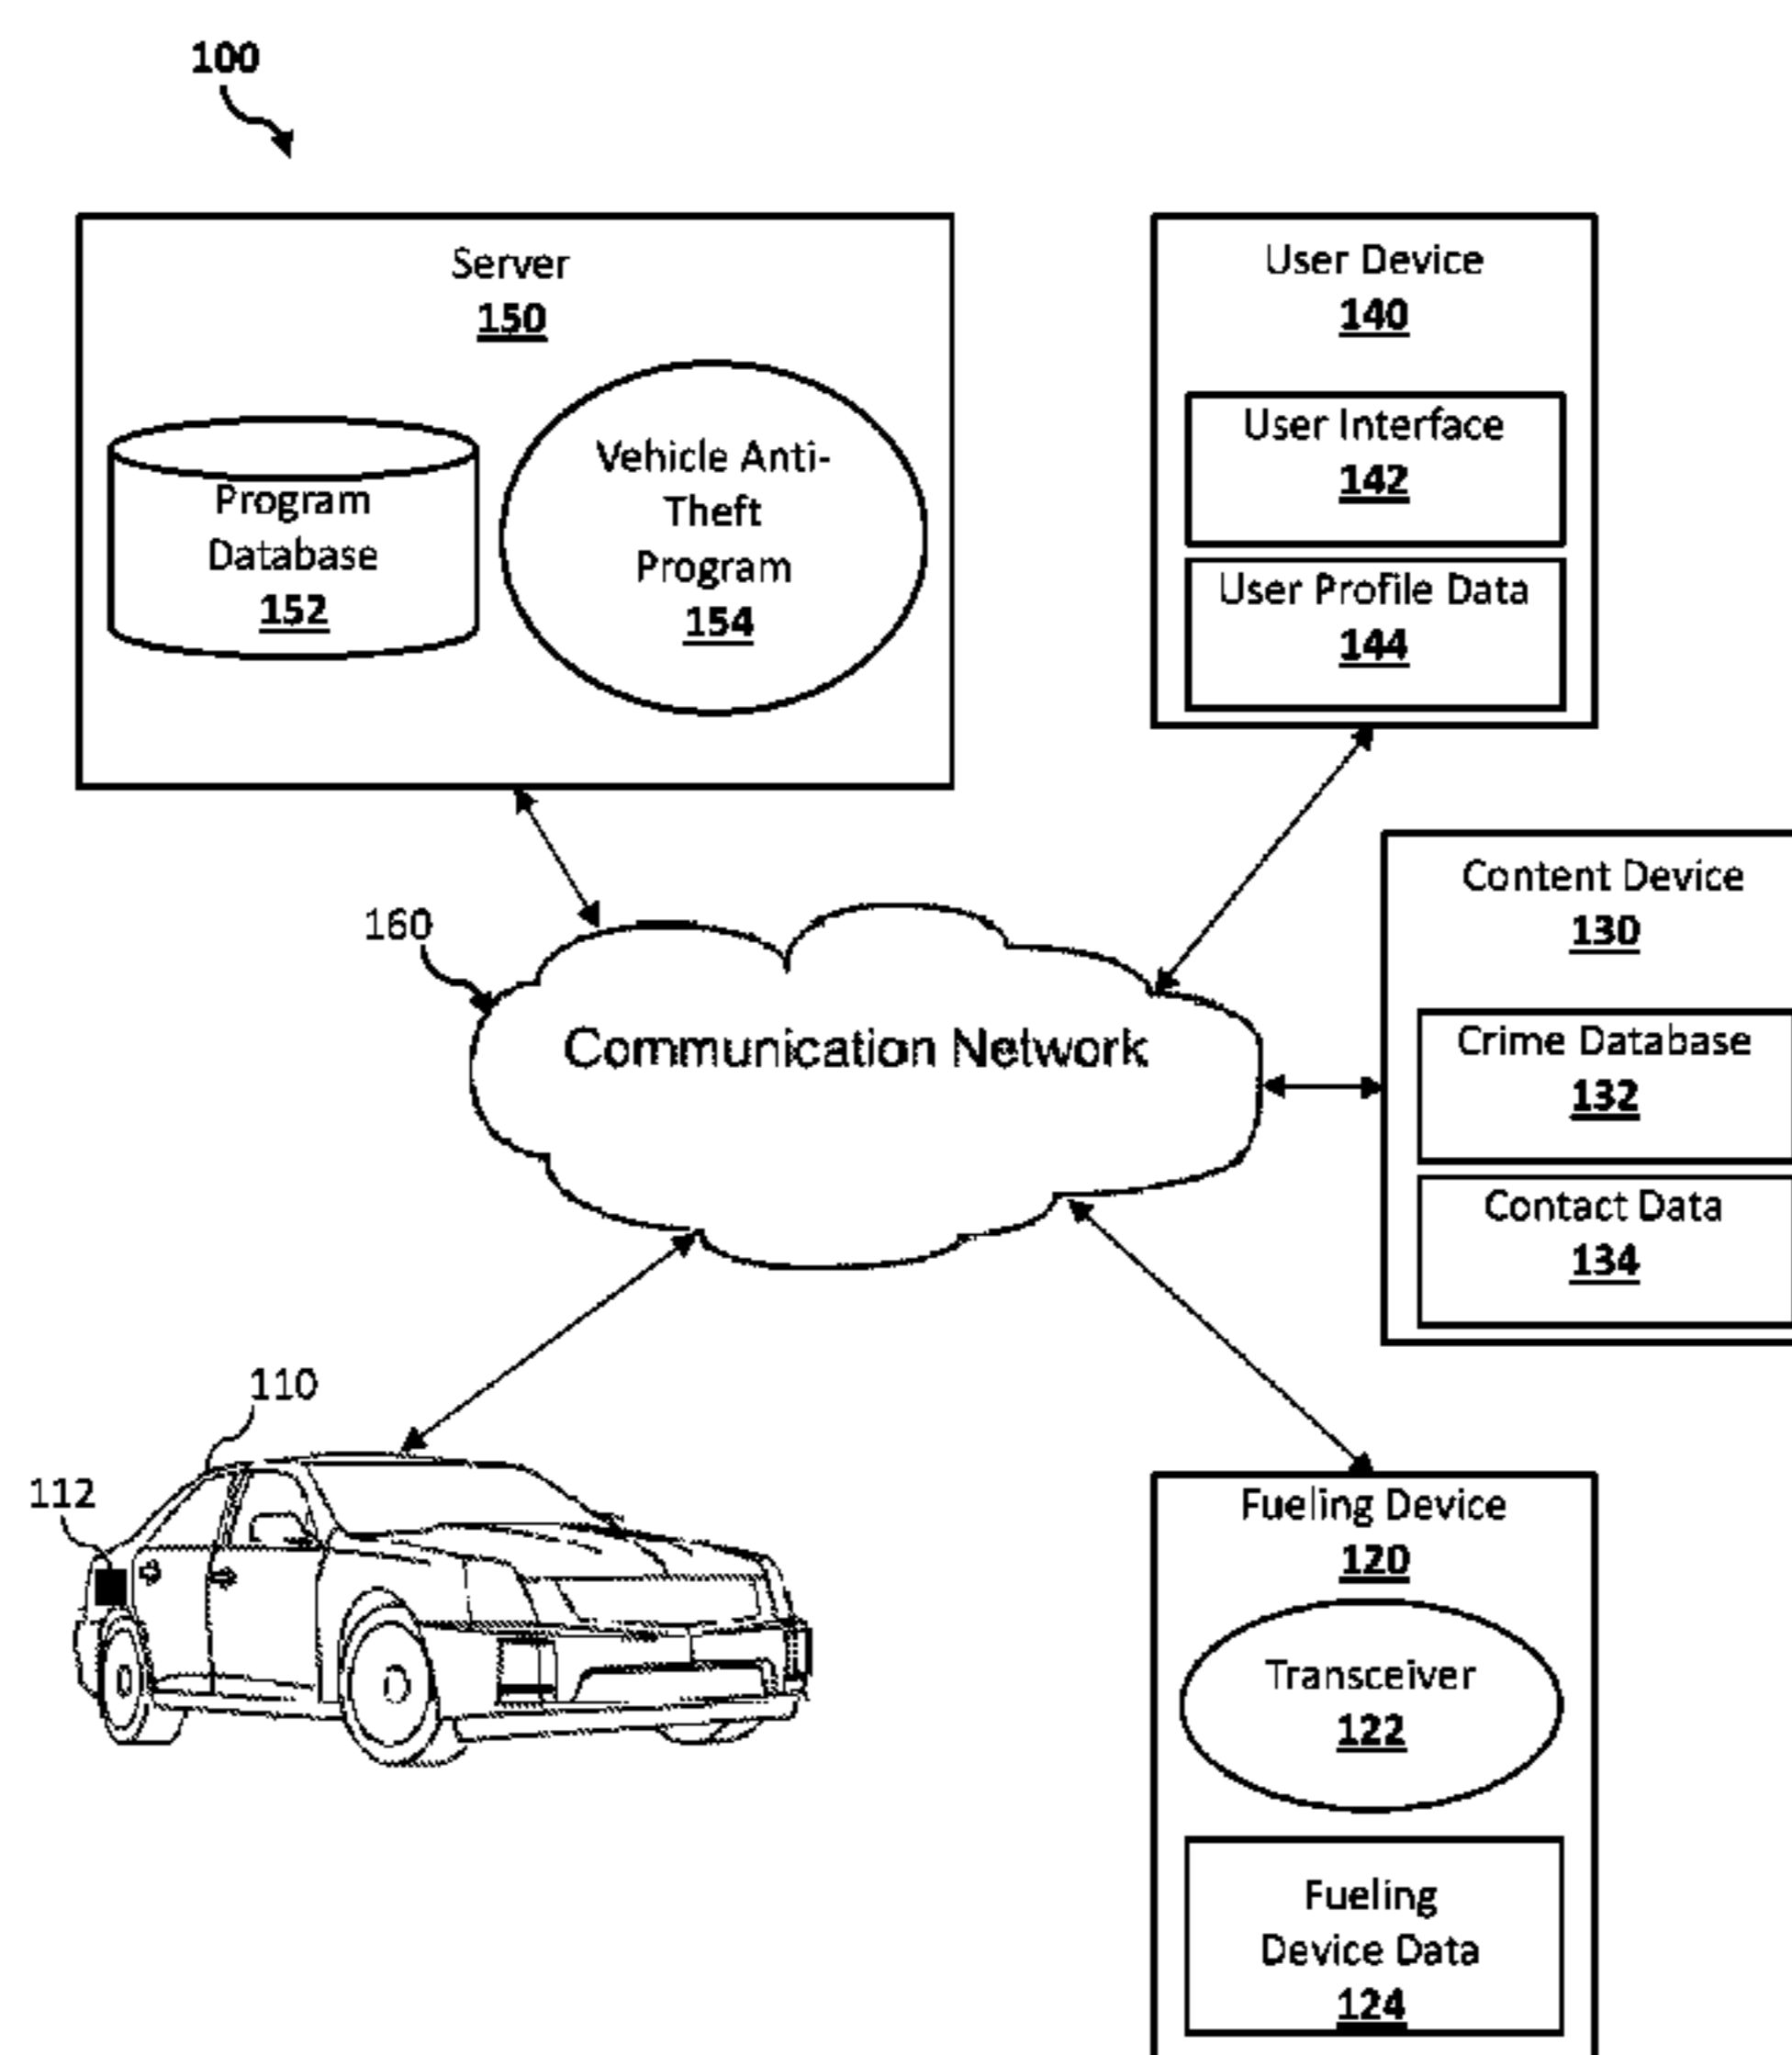 100
Server
150
Program
Database
152
Vehicle Anti-
Theft
Program
154
User Device
140
User Interface
142
User Profile Data
144
Content Device
130
Crime Database
132
Contact Data
134
160
Communication Network
110
112
Fueling Device
120
Transceiver
122
Fueling
Device Data
124